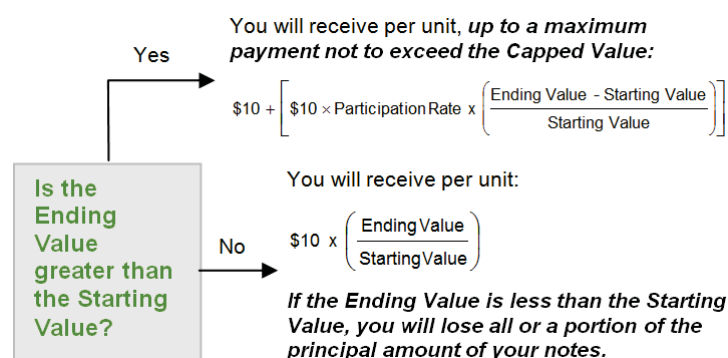 You will receive per unit, up to a maximum
payment not to exceed the Capped Value:
Yes
$10 + [ $10 × Participation Rate x ( Ending Value - Starting Value
Starting Value ) ]
Is the
Ending
Value
greater than
the Starting
Value?
No
You will receive per unit:
$10 x ( Ending Value
Starting Value )
If the Ending Value is less than the Starting
Value, you will lose all or a portion of the
principal amount of your notes.